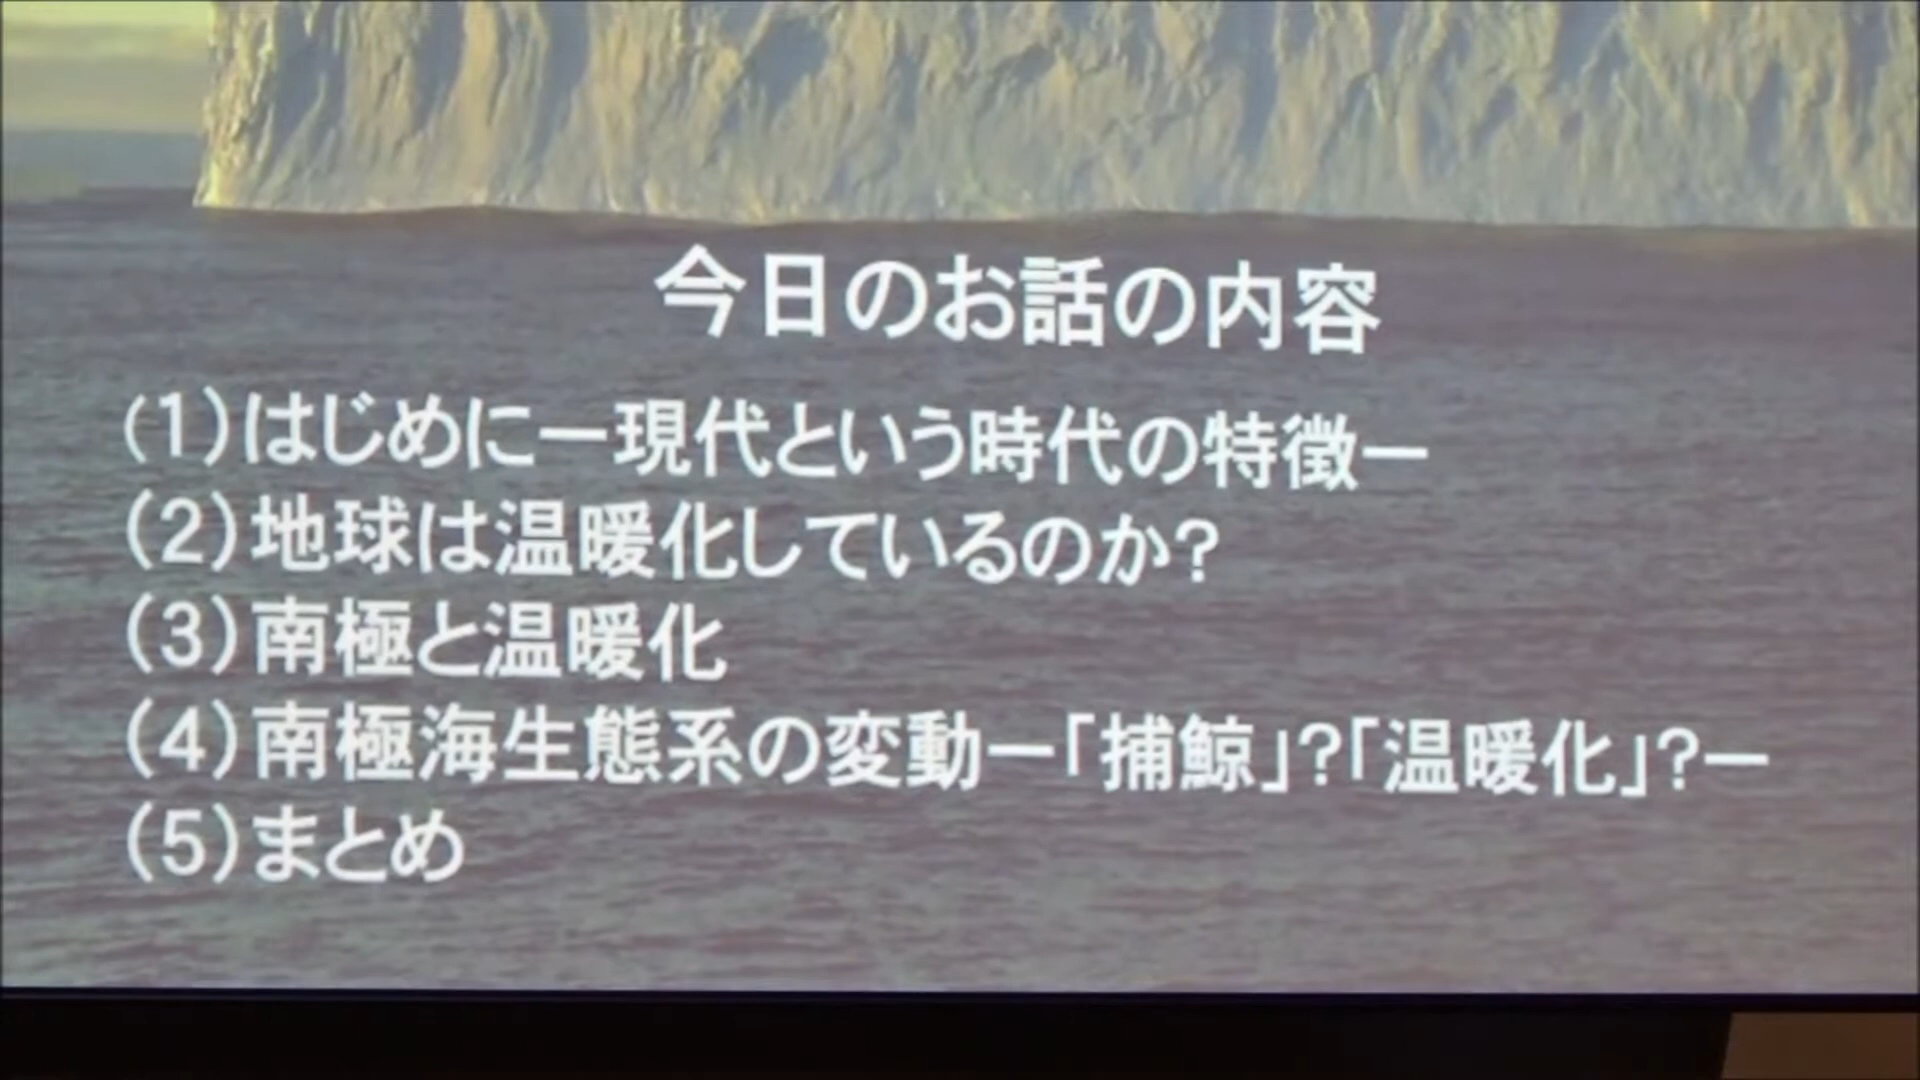 今日のお話の内容
(1)はじめにー現代という時代の特徴ー
(2)地球は温暖化しているのか?
(3)南極と温暖化
(4)南極海生態系の変動ー「捕鯨」?「温暖化」?ー
(5)まとめ